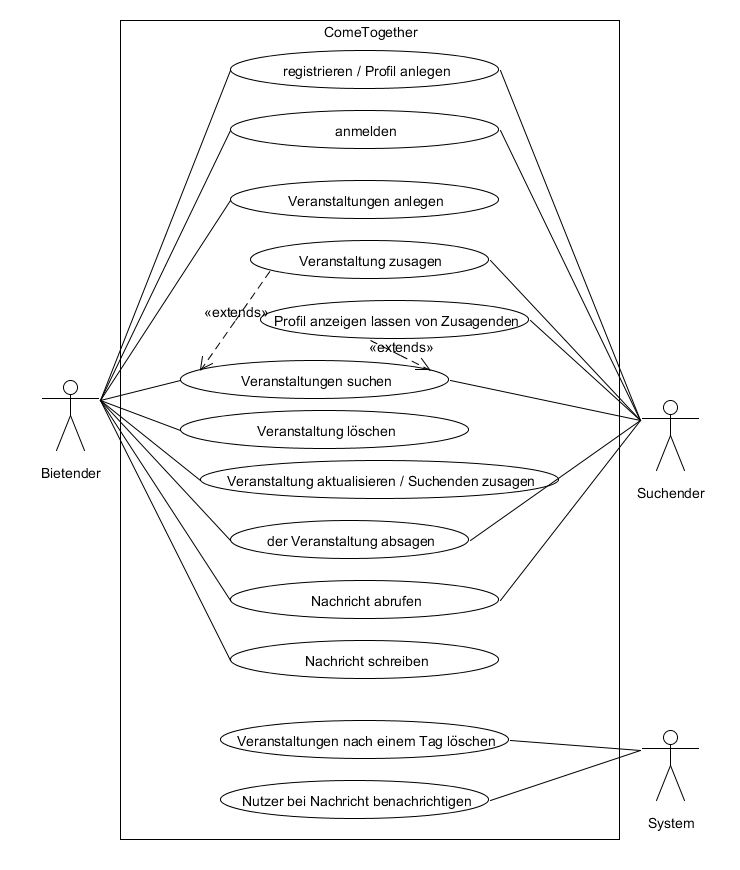 ComeTogether
registrieren / Profil anlegen
anmelden
Veranstaltungen anlegen
Veranstaltung zusagen
«extends»
Profil anzeigen lassen von Zusagenden
«extends»
Veranstaltungen suchen
Veranstaltung löschen
Bietender
Veranstaltung aktualisieren / Suchenden zusagen
Suchender
der Veranstaltung absagen
Nachricht abrufen
Nachricht schreiben
Veranstaltungen nach einem Tag löschen
Nutzer bei Nachricht benachrichtigen
System